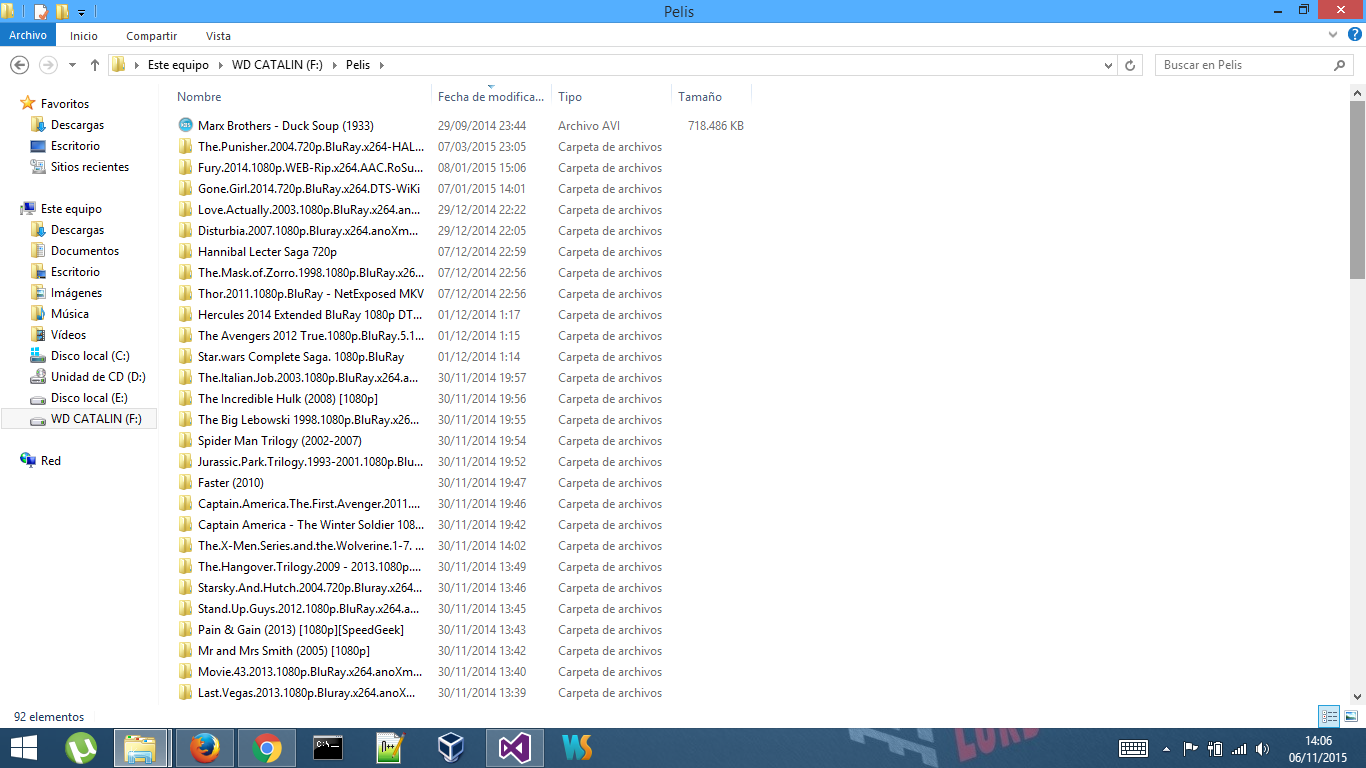 Pelis
Archivo Inicio Compartir Vista
Este equipo WD CATALIN (F:) Pelis
Buscar en Pelis
Favoritos
Descargas
Escritorio
Sitios recientes
Este equipo
Descargas
Documentos
Escritorio
Imágenes
Música
Vídeos
Disco local (C:)
Unidad de CD (D:)
Disco local (E:)
WD CATALIN (F:)
Red
Nombre Fecha de modifica... Tipo Tamaño
Marx Brothers - Duck Soup (1933) 29/09/2014 23:44 Archivo AVI 718.486 KB
The.Punisher.2004.720p.BluRay.x264-HAL... 07/03/2015 23:05 Carpeta de archivos
Fury.2014.1080p.WEB-Rip.x264.AAC.RoSu... 08/01/2015 15:06 Carpeta de archivos
Gone.Girl.2014.720p.BluRay.x264.DTS-WiKi 07/01/2015 14:01 Carpeta de archivos
Love.Actually.2003.1080p.BluRay.x264.an... 29/12/2014 22:22 Carpeta de archivos
Disturbia.2007.1080p.Bluray.x264.anoXm... 29/12/2014 22:05 Carpeta de archivos
Hannibal Lecter Saga 720p 07/12/2014 22:59 Carpeta de archivos
The.Mask.of.Zorro.1998.1080p.BluRay.x26... 07/12/2014 22:56 Carpeta de archivos
Thor.2011.1080p.BluRay - NetExposed MKV 07/12/2014 22:56 Carpeta de archivos
Hercules 2014 Extended BluRay 1080p DT... 01/12/2014 1:17 Carpeta de archivos
The Avengers 2012 True.1080p.BluRay.5.1... 01/12/2014 1:15 Carpeta de archivos
Star.wars Complete Saga. 1080p.BluRay 01/12/2014 1:14 Carpeta de archivos
The.Italian.Job.2003.1080p.BluRay.x264.a... 30/11/2014 19:57 Carpeta de archivos
The Incredible Hulk (2008) [1080p] 30/11/2014 19:56 Carpeta de archivos
The Big Lebowski 1998.1080p.BluRay.x26... 30/11/2014 19:55 Carpeta de archivos
Spider Man Trilogy (2002-2007) 30/11/2014 19:54 Carpeta de archivos
Jurassic.Park.Trilogy.1993-2001.1080p.Blu... 30/11/2014 19:52 Carpeta de archivos
Faster (2010) 30/11/2014 19:47 Carpeta de archivos
Captain.America.The.First.Avenger.2011.... 30/11/2014 19:46 Carpeta de archivos
Captain America - The Winter Soldier 108... 30/11/2014 19:42 Carpeta de archivos
The.X-Men.Series.and.the.Wolverine.1-7. ... 30/11/2014 14:02 Carpeta de archivos
The.Hangover.Trilogy.2009 - 2013.1080p.... 30/11/2014 13:49 Carpeta de archivos
Starsky.And.Hutch.2004.720p.Bluray.x264... 30/11/2014 13:46 Carpeta de archivos
Stand.Up.Guys.2012.1080p.BluRay.x264.a... 30/11/2014 13:45 Carpeta de archivos
Pain & Gain (2013) [1080p][SpeedGeek] 30/11/2014 13:43 Carpeta de archivos
Mr and Mrs Smith (2005) [1080p] 30/11/2014 13:42 Carpeta de archivos
Movie.43.2013.1080p.BluRay.x264.anoXm... 30/11/2014 13:40 Carpeta de archivos
Last.Vegas.2013.1080p.Bluray.x264.anoX... 30/11/2014 13:39 Carpeta de archivos
92 elementos
14:06
06/11/2015